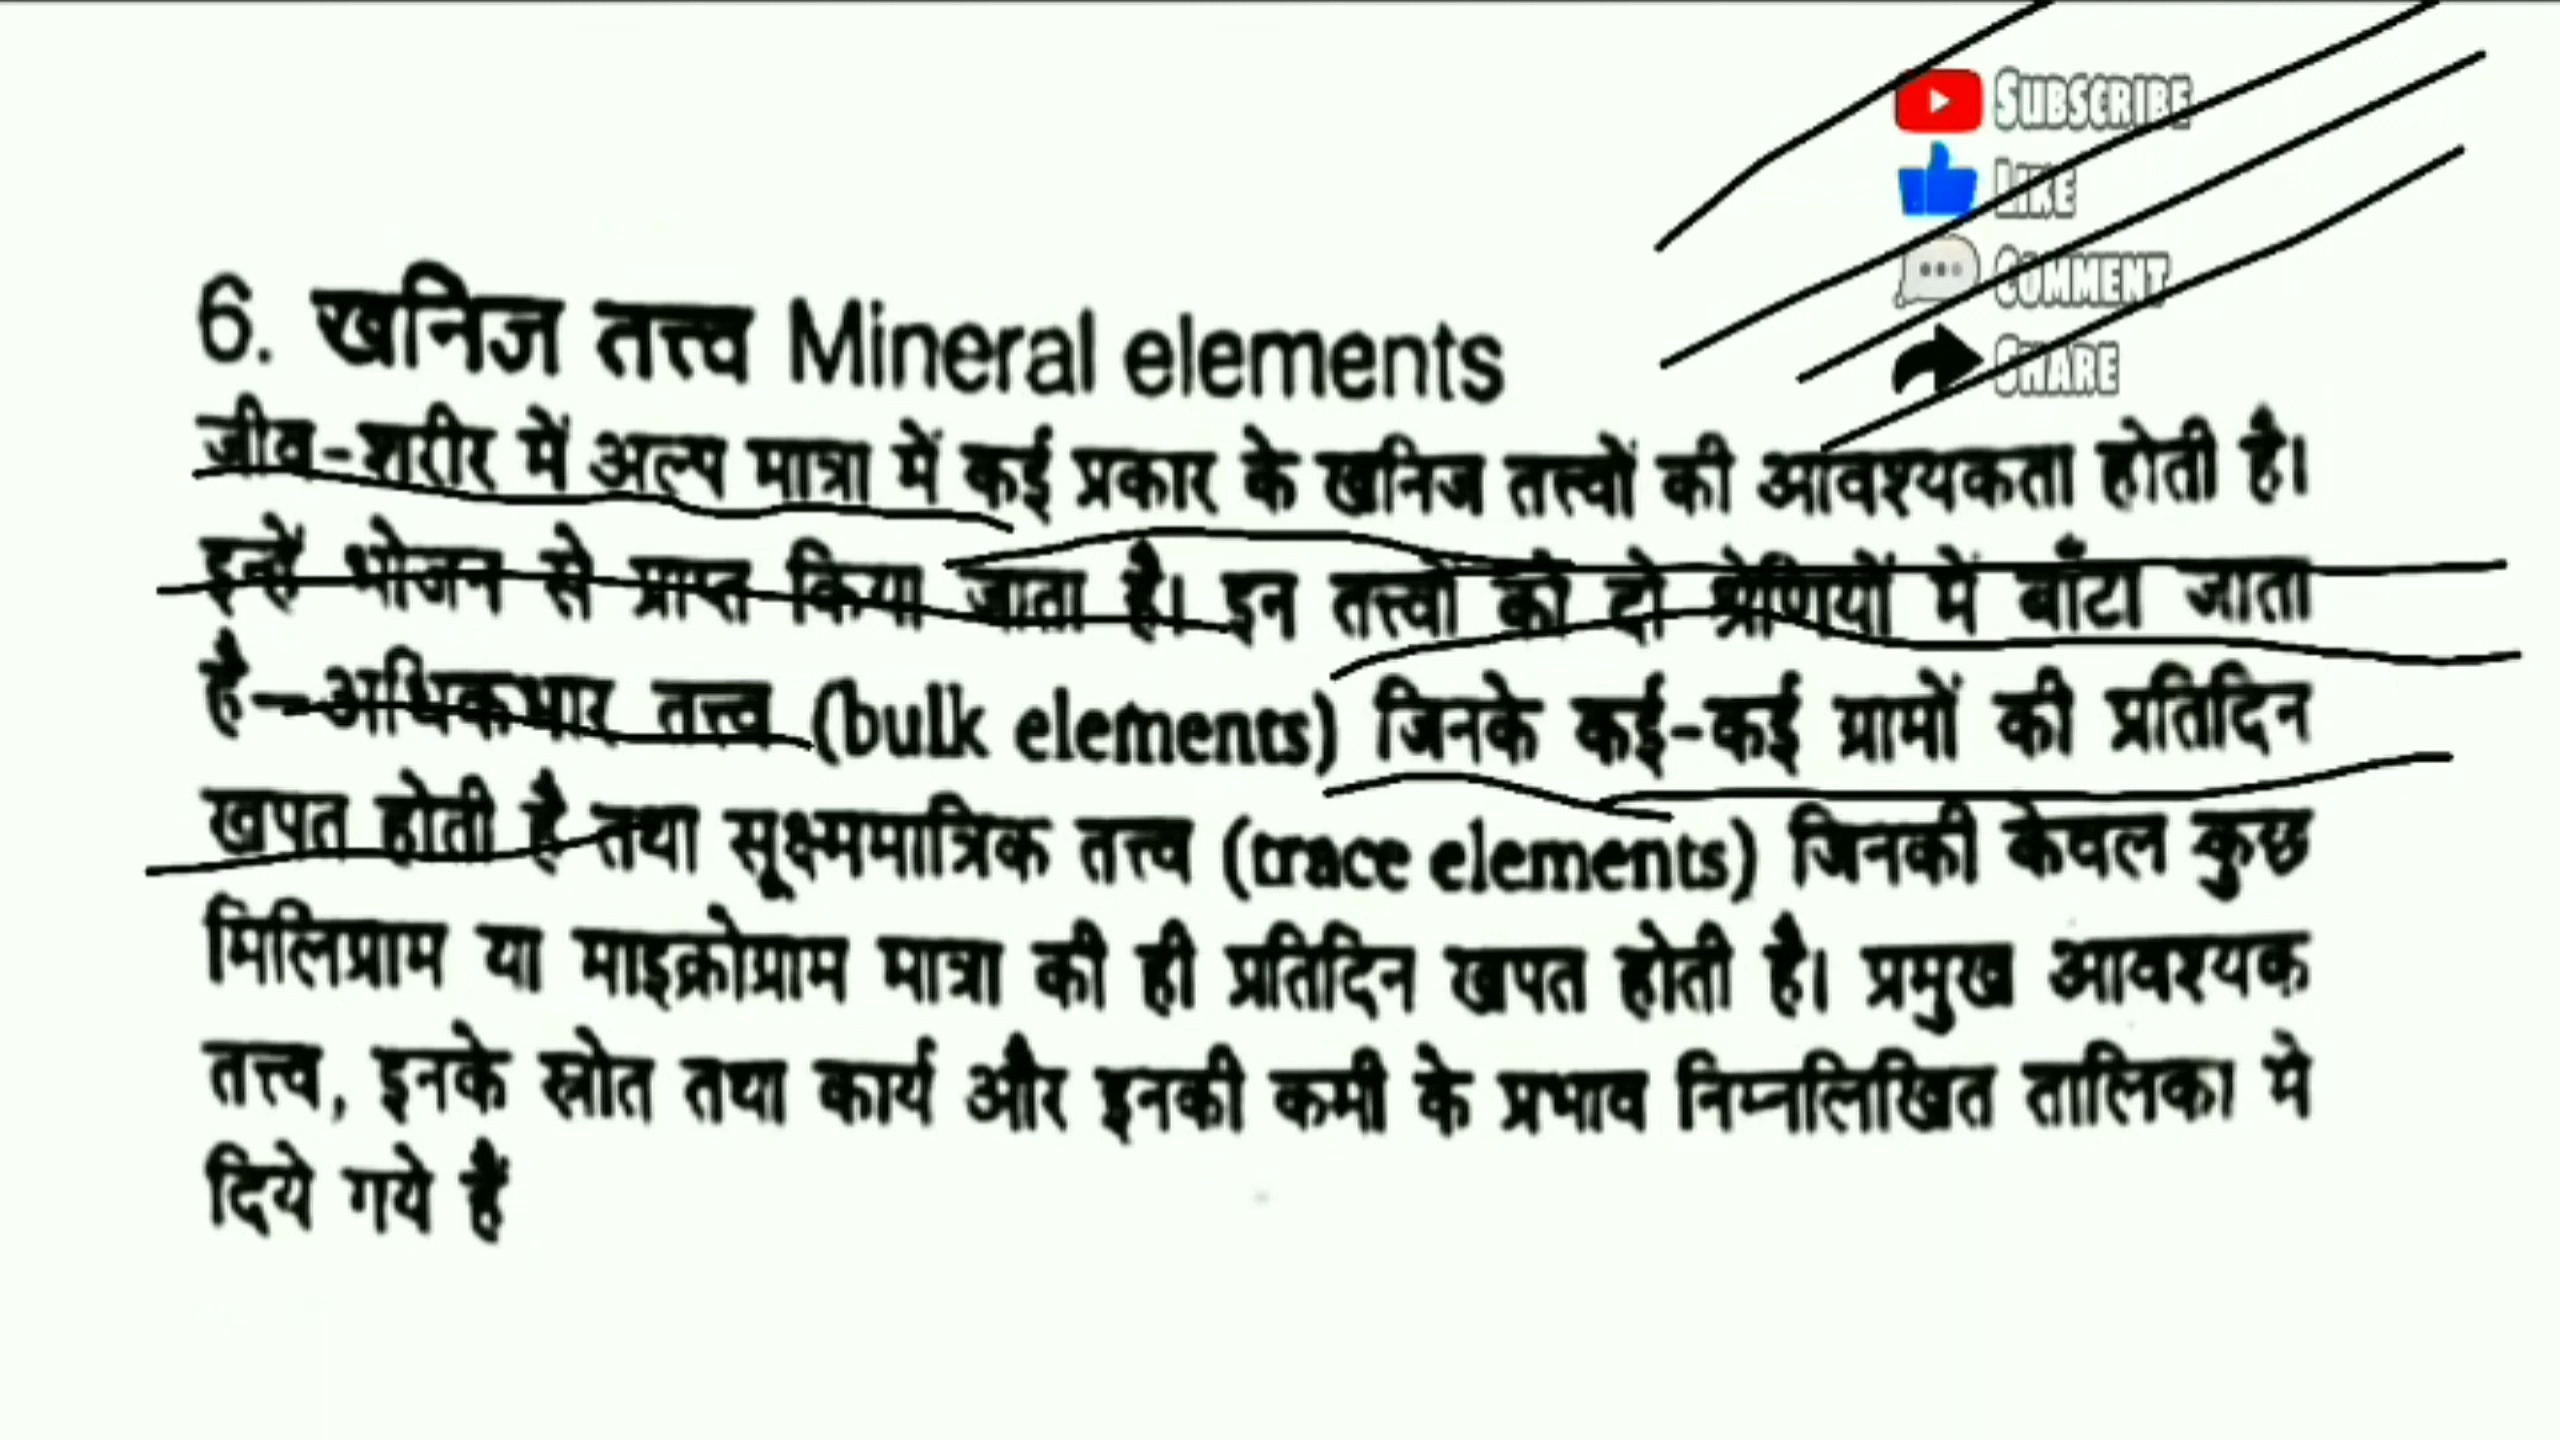 SUBSCRIBE
LIKE
COMMENT
SHARE
6. खनिज तत्त्व Mineral elements
जीव-शरीर में अल्प मात्रा में कई प्रकार के खनिज तत्त्वों की आवश्यकता होती है।
इन्हें भोजन से प्राप्त किया जाता है। इन तत्त्वों को दो श्रेणियों में बाँटा जाता
है—अधिकभार तत्त्व (bulk elements) जिनके कई-कई ग्रामों की प्रतिदिन
खपत होती है तथा सूक्ष्ममात्रिक तत्त्व (trace elements) जिनकी केवल कुछ
मिलिग्राम या माइक्रोग्राम मात्रा की ही प्रतिदिन खपत होती है। प्रमुख आवश्यक
तत्त्व, इनके स्रोत तथा कार्य और इनकी कमी के प्रभाव निम्नलिखित तालिका मे
दिये गये हैं